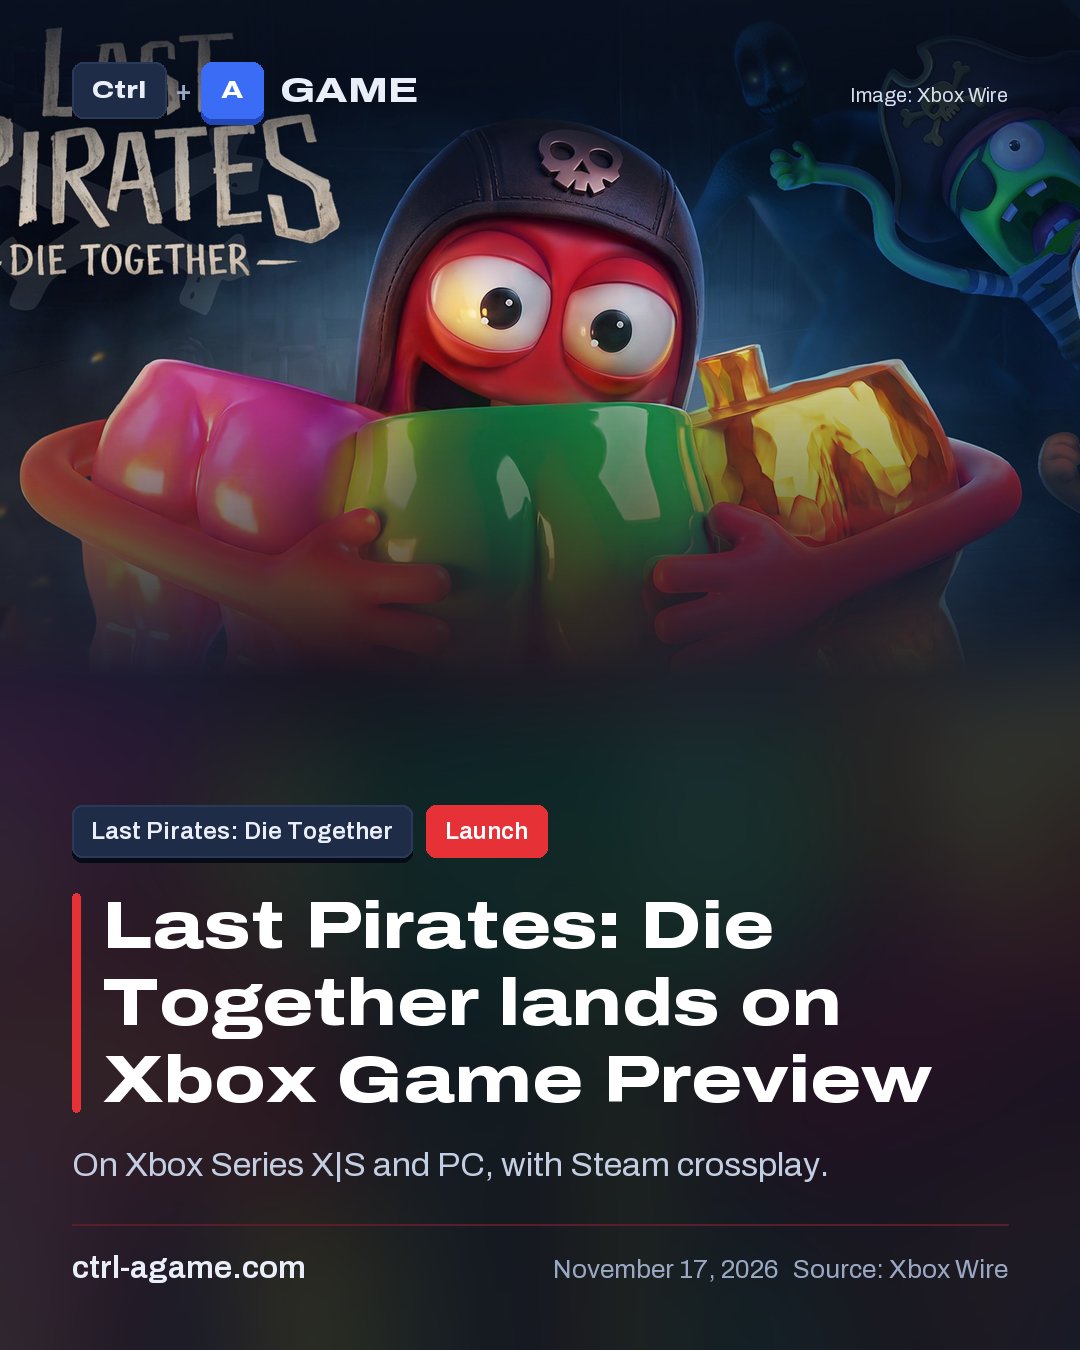 LAST
PIRATES
-DIE TOGETHER-
Ctrl + A GAME
Image: Xbox Wire
Last Pirates: Die Together
Launch
Last Pirates: Die
Together lands on
Xbox Game Preview
On Xbox Series X|S and PC, with Steam crossplay.
ctrl-agame.com
November 17, 2026 Source: Xbox Wire